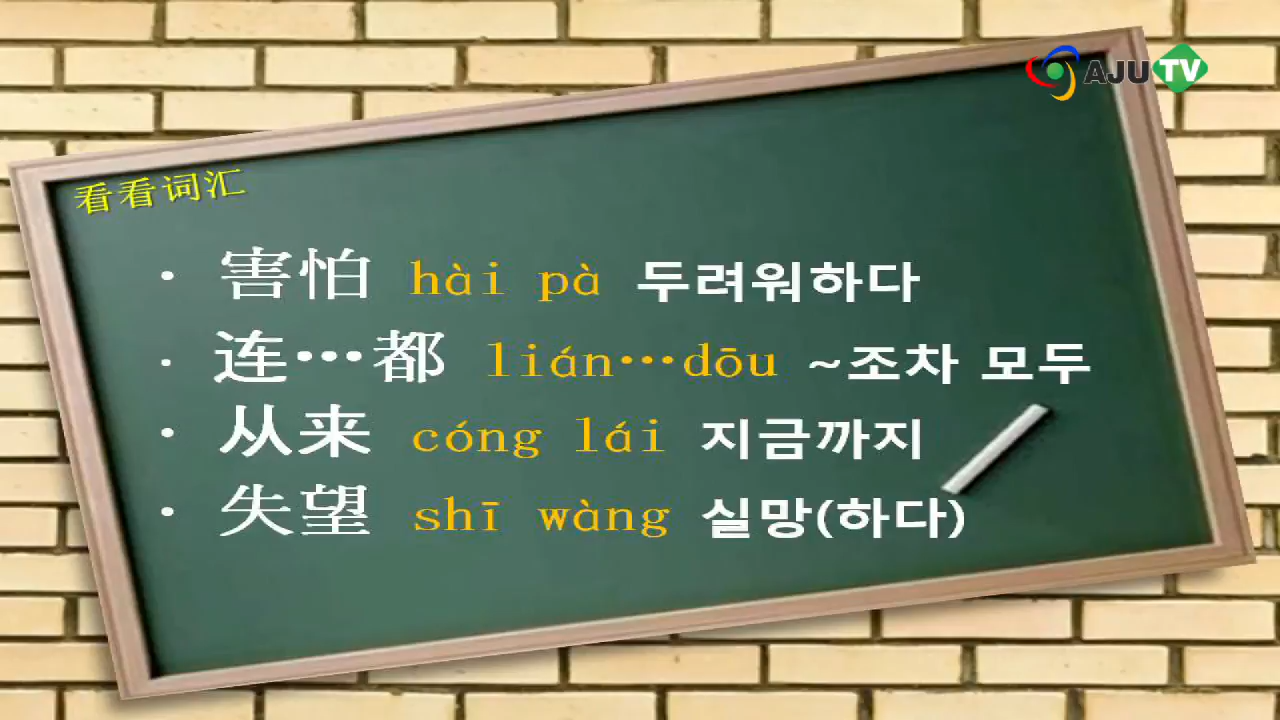 AJU TV
看看词汇
• 害怕 hài pà 두려워하다
• 连…都 lián…dōu ~조차 모두
• 从来 cóng lái 지금까지
• 失望 shī wàng 실망(하다)